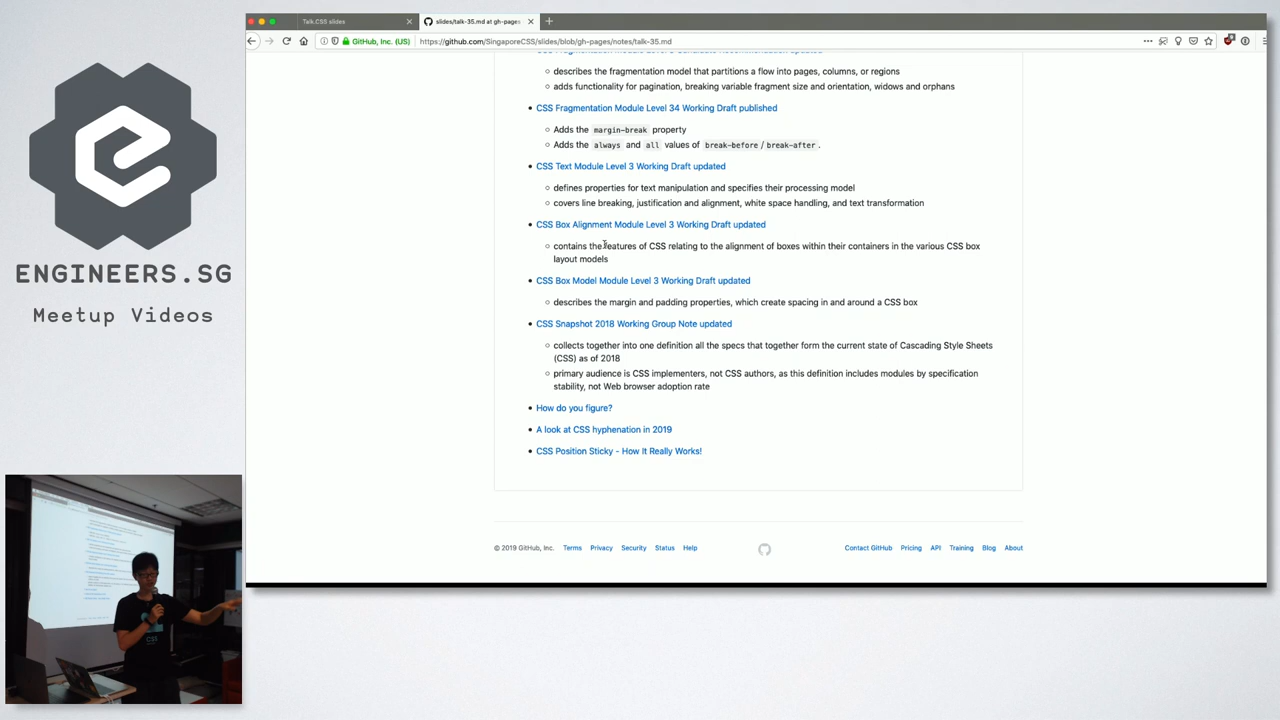 Talk.CSS slides
slides/talk-35.md at gh-pages
GitHub, Inc. (US)
https://github.com/SingaporeCSS/slides/blob/gh-pages/notes/talk-35.md
describes the fragmentation model that partitions a flow into pages, columns, or regions
adds functionality for pagination, breaking variable fragment size and orientation, widows and orphans
CSS Fragmentation Module Level 34 Working Draft published
Adds the margin-break property
Adds the always and all values of break-before / break-after.
CSS Text Module Level 3 Working Draft updated
defines properties for text manipulation and specifies their processing model
covers line breaking, justification and alignment, white space handling, and text transformation
CSS Box Alignment Module Level 3 Working Draft updated
contains the features of CSS relating to the alignment of boxes within their containers in the various CSS box
layout models
CSS Box Model Module Level 3 Working Draft updated
describes the margin and padding properties, which create spacing in and around a CSS box
CSS Snapshot 2018 Working Group Note updated
collects together into one definition all the specs that together form the current state of Cascading Style Sheets
(CSS) as of 2018
primary audience is CSS implementers, not CSS authors, as this definition includes modules by specification
stability, not Web browser adoption rate
How do you figure?
A look at CSS hyphenation in 2019
CSS Position Sticky - How It Really Works!
© 2019 GitHub, Inc. Terms Privacy Security Status Help
Contact GitHub Pricing API Training Blog About
ENGINEERS.SG
Meetup Videos
CSS